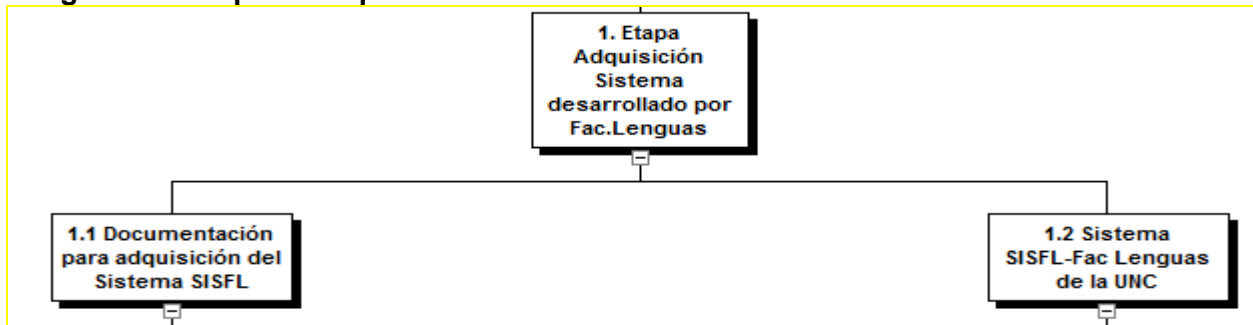 1. Etapa
Adquisición
Sistema
desarrollado por
Fac.Lenguas
1.1 Documentación
para adquisición del
Sistema SISFL
1.2 Sistema
SISFL-Fac Lenguas
de la UNC